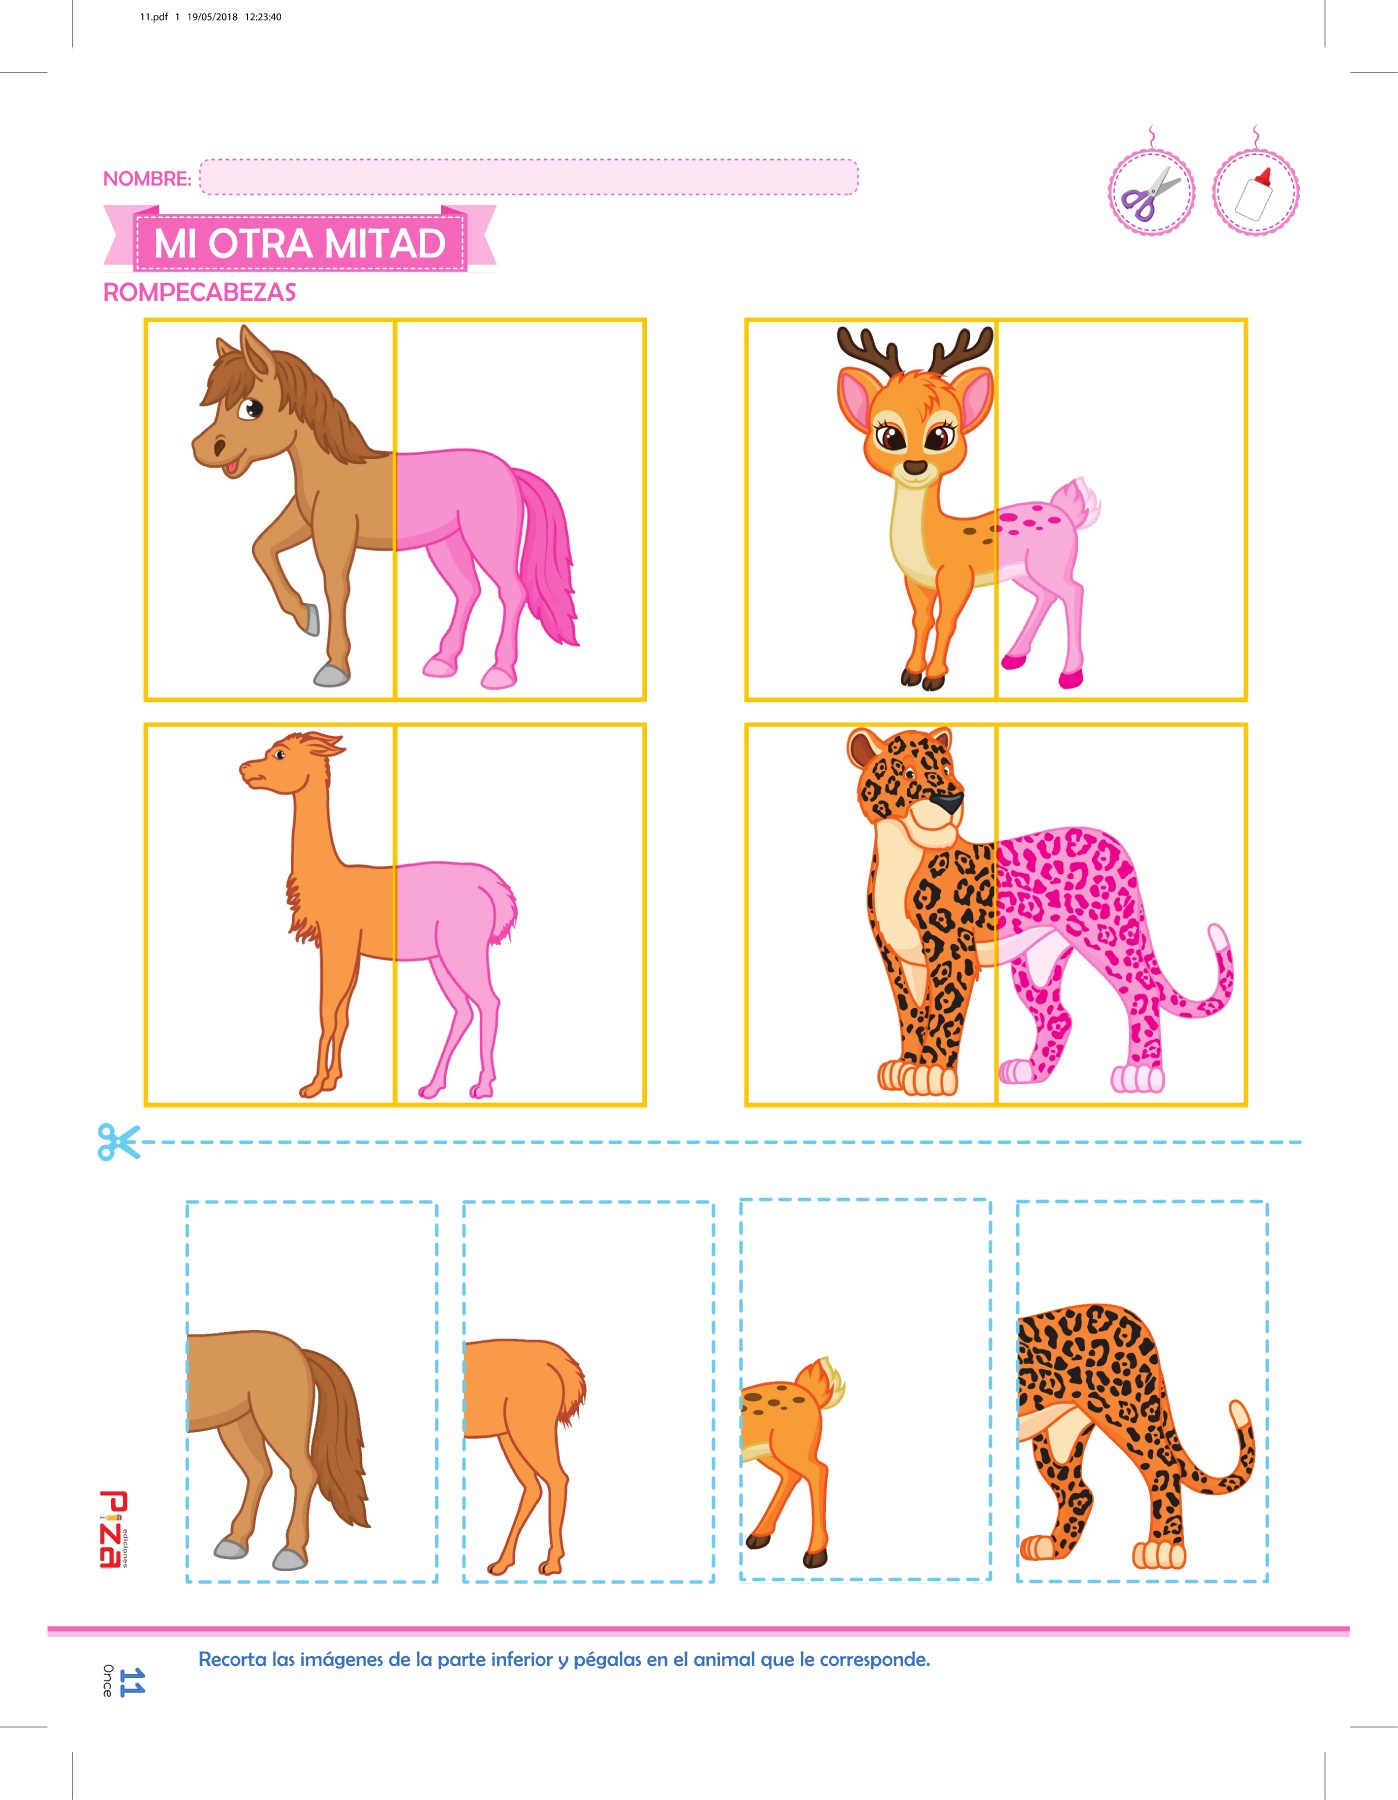 11.pdf 1 19/05/2018 12:23:40
NOMBRE:
MI OTRA MITAD
ROMPECABEZAS
Piza
ediciones
Recorta las imágenes de la parte inferior y pégalas en el animal que le corresponde.
11
Once